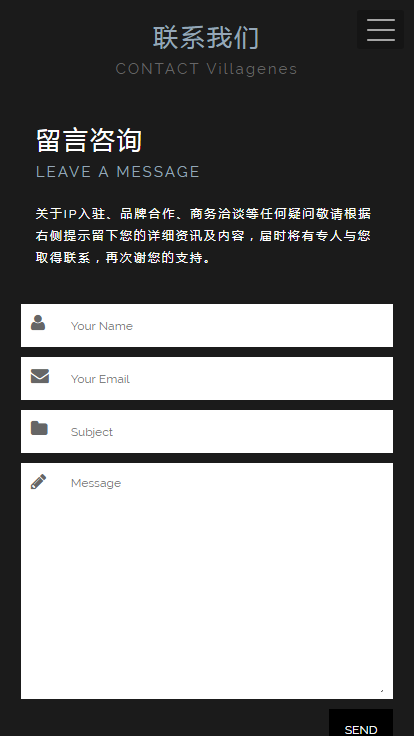 联系我们
CONTACT Villagenes
留言咨询
LEAVE A MESSAGE
关于IP入驻、品牌合作、商务洽谈等任何疑问敬请根据
右侧提示留下您的详细资讯及内容，届时将有专人与您
取得联系，再次谢您的支持。
Your Name
Your Email
Subject
Message
SEND